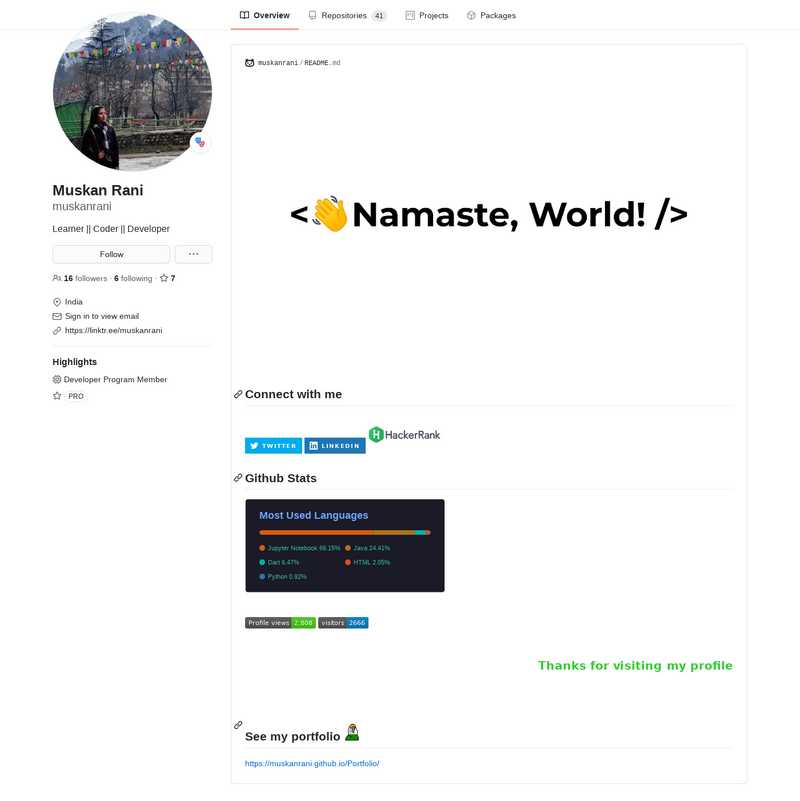 Overview Repositories 41 Projects Packages
Muskan Rani
muskanrani
Learner || Coder || Developer
Follow
16 followers · 6 following · 7
India
Sign in to view email
https://linktr.ee/muskanrani
Highlights
Developer Program Member
PRO
muskanrani / README.md
<👋Namaste, World! />
Connect with me
TWITTER LINKEDIN HackerRank
Github Stats
Most Used Languages
Jupyter Notebook 66.15% Java 24.41%
Dart 6.47% HTML 2.05%
Python 0.92%
Profile views 2,808 visitors 2666
Thanks for visiting my profile
See my portfolio
https://muskanrani.github.io/Portfolio/